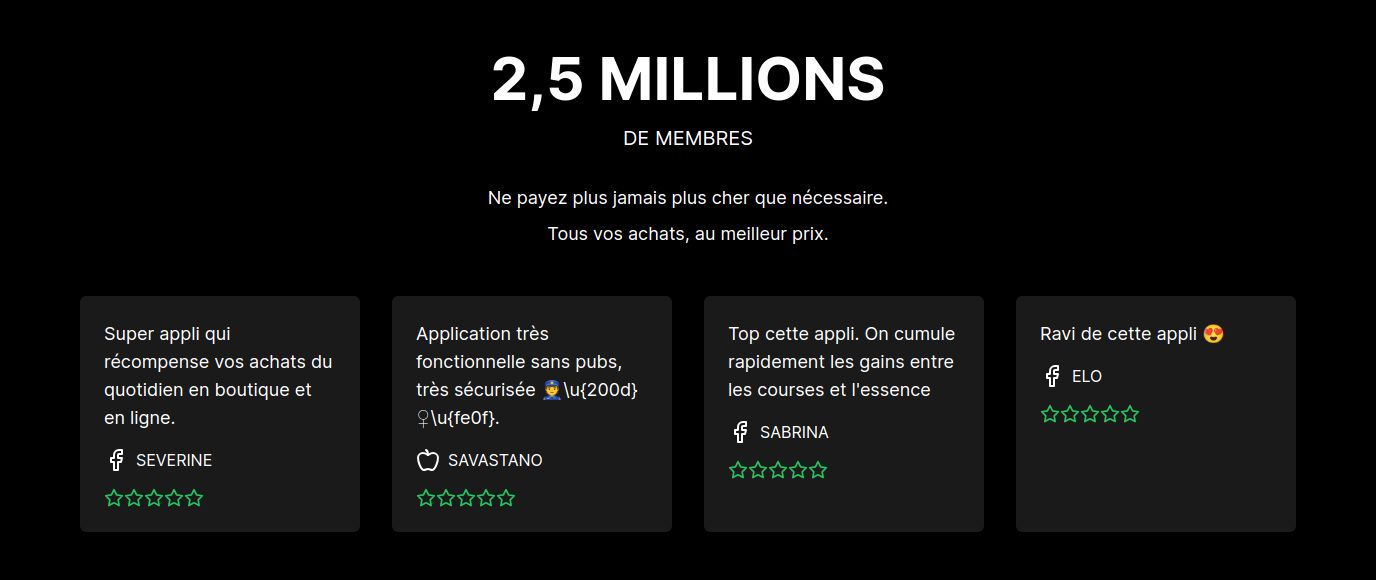 2,5 MILLIONS
DE MEMBRES
Ne payez plus jamais plus cher que nécessaire.
Tous vos achats, au meilleur prix.
Super appli qui
récompense vos achats du
quotidien en boutique et
en ligne.
SEVERINE
Application très
fonctionnelle sans pubs,
très sécurisée 👮\u{200d}
♀\u{fe0f}.
SAVASTANO
Top cette appli. On cumule
rapidement les gains entre
les courses et l'essence
SABRINA
Ravi de cette appli 😍
ELO